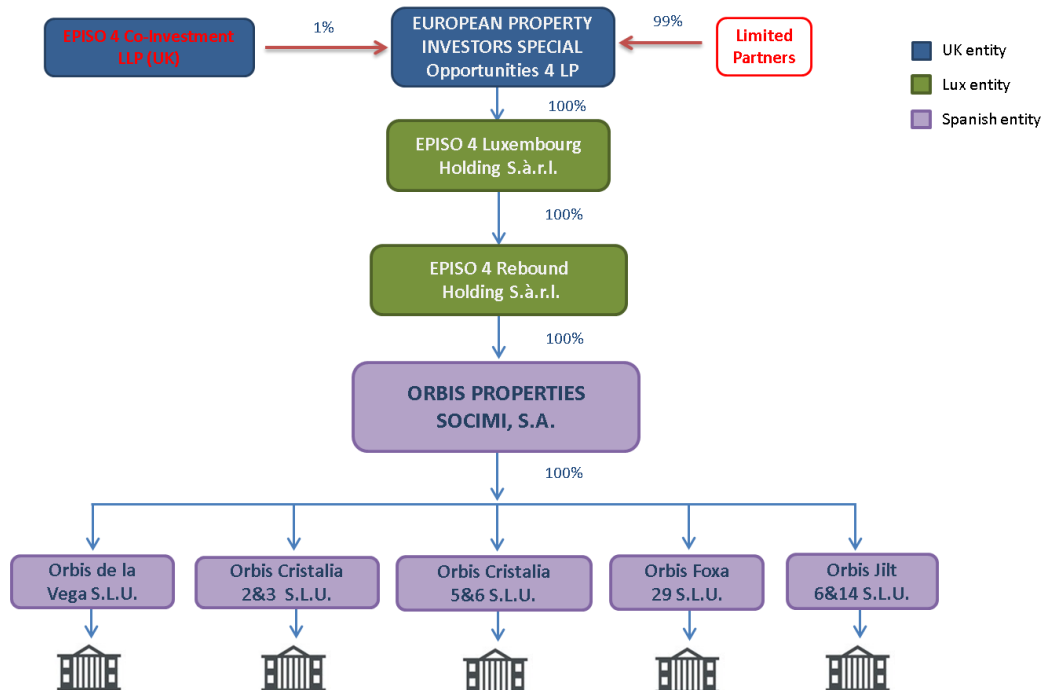 EPISO 4 Co-Investment
LLP (UK)
1%
EUROPEAN PROPERTY
INVESTORS SPECIAL
Opportunities 4 LP
99%
Limited
Partners
UK entity
Lux entity
Spanish entity
100%
EPISO 4 Luxembourg
Holding S.à.r.l.
100%
EPISO 4 Rebound
Holding S.à.r.l.
100%
ORBIS PROPERTIES
SOCIMI, S.A.
100%
Orbis de la
Vega S.L.U.
Orbis Cristalia
2&3 S.L.U.
Orbis Cristalia
5&6 S.L.U.
Orbis Foxa
29 S.L.U.
Orbis Jilt
6&14 S.L.U.